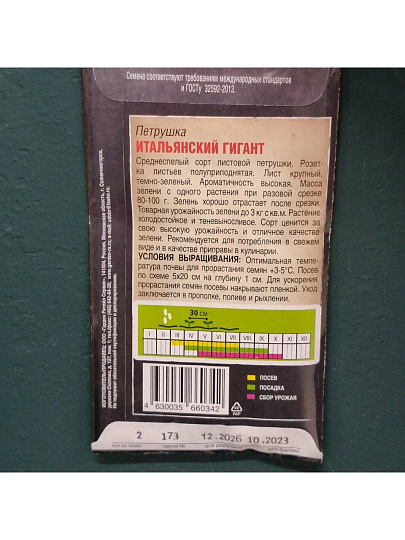 Семена соответствуют требованиям международных стандартов
и ГОСТу 32592-2013.
Петрушка
ИТАЛЬЯНСКИЙ ГИГАНТ
Среднеспелый сорт листовой петрушки. Розет-
ка листьев полуприподнятая. Лист крупный,
темно-зеленый. Ароматичность высокая. Масса
зелени с одного растения при разовой срезке
80-100 г. Зелень хорошо отрастает после срезки.
Товарная урожайность зелени до 3 кг с кв.м. Растение
холодостойкое и теневыносливое. Сорт ценится за
свою высокую урожайность и отличное качество
зелени. Рекомендуется для потребления в свежем
виде и в качестве приправы в кулинарии.
УСЛОВИЯ ВЫРАЩИВАНИЯ: Оптимальная темпе-
ратура почвы для прорастания семян +3-5°С. Посев
по схеме 5х20 см на глубину 1 см. Для ускорения
прорастания семян посевы накрывают пленкой. Уход
заключается в прополке, поливе и рыхлении.
30 см
I II III IV V VI VII VIII IX X XI XII
ПОСЕВ
ПОСАДКА
СБОР УРОЖАЯ
4 630035 660342
PAP
2 173 12.2026 10.2023